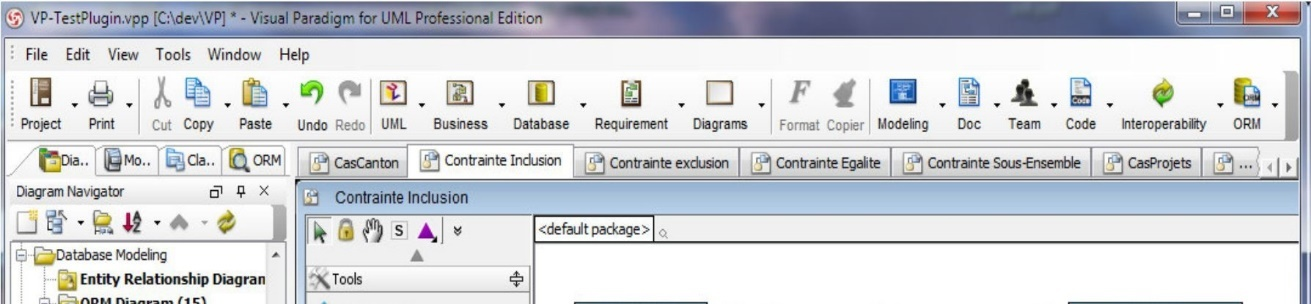 VP-TestPlugin.vpp [C:\dev\VP] * - Visual Paradigm for UML Professional Edition
File Edit View Tools Window Help
Project Print Cut Copy Paste Undo Redo UML Business Database Requirement Diagrams Format Copier Modeling Doc Team Code Interoperability ORM
Dia.. Mo.. Cla.. ORM CasCanton Contrainte Inclusion Contrainte exclusion Contrainte Egalite Contrainte Sous-Ensemble CasProjets ...
Diagram Navigator Contrainte Inclusion
S <default package>
Database Modeling
Entity Relationship Diagran Tools
ORM Diagram (15)